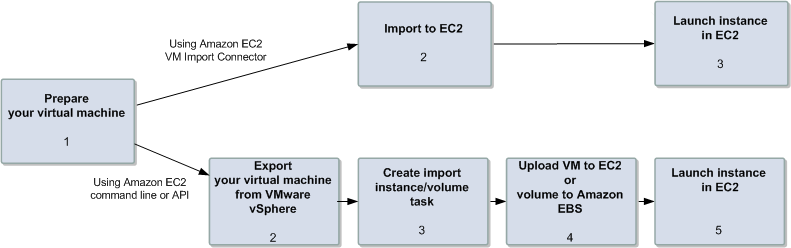 Prepare
your virtual machine
1
Using Amazon EC2
VM Import Connector
Import to EC2
2
Launch instance
in EC2
3
Using Amazon EC2
command line or API
Export
your virtual machine
from VMware
vSphere
2
Create import
instance/volume
task
3
Upload VM to EC2
or
volume to Amazon
EBS
4
Launch instance
in EC2
5